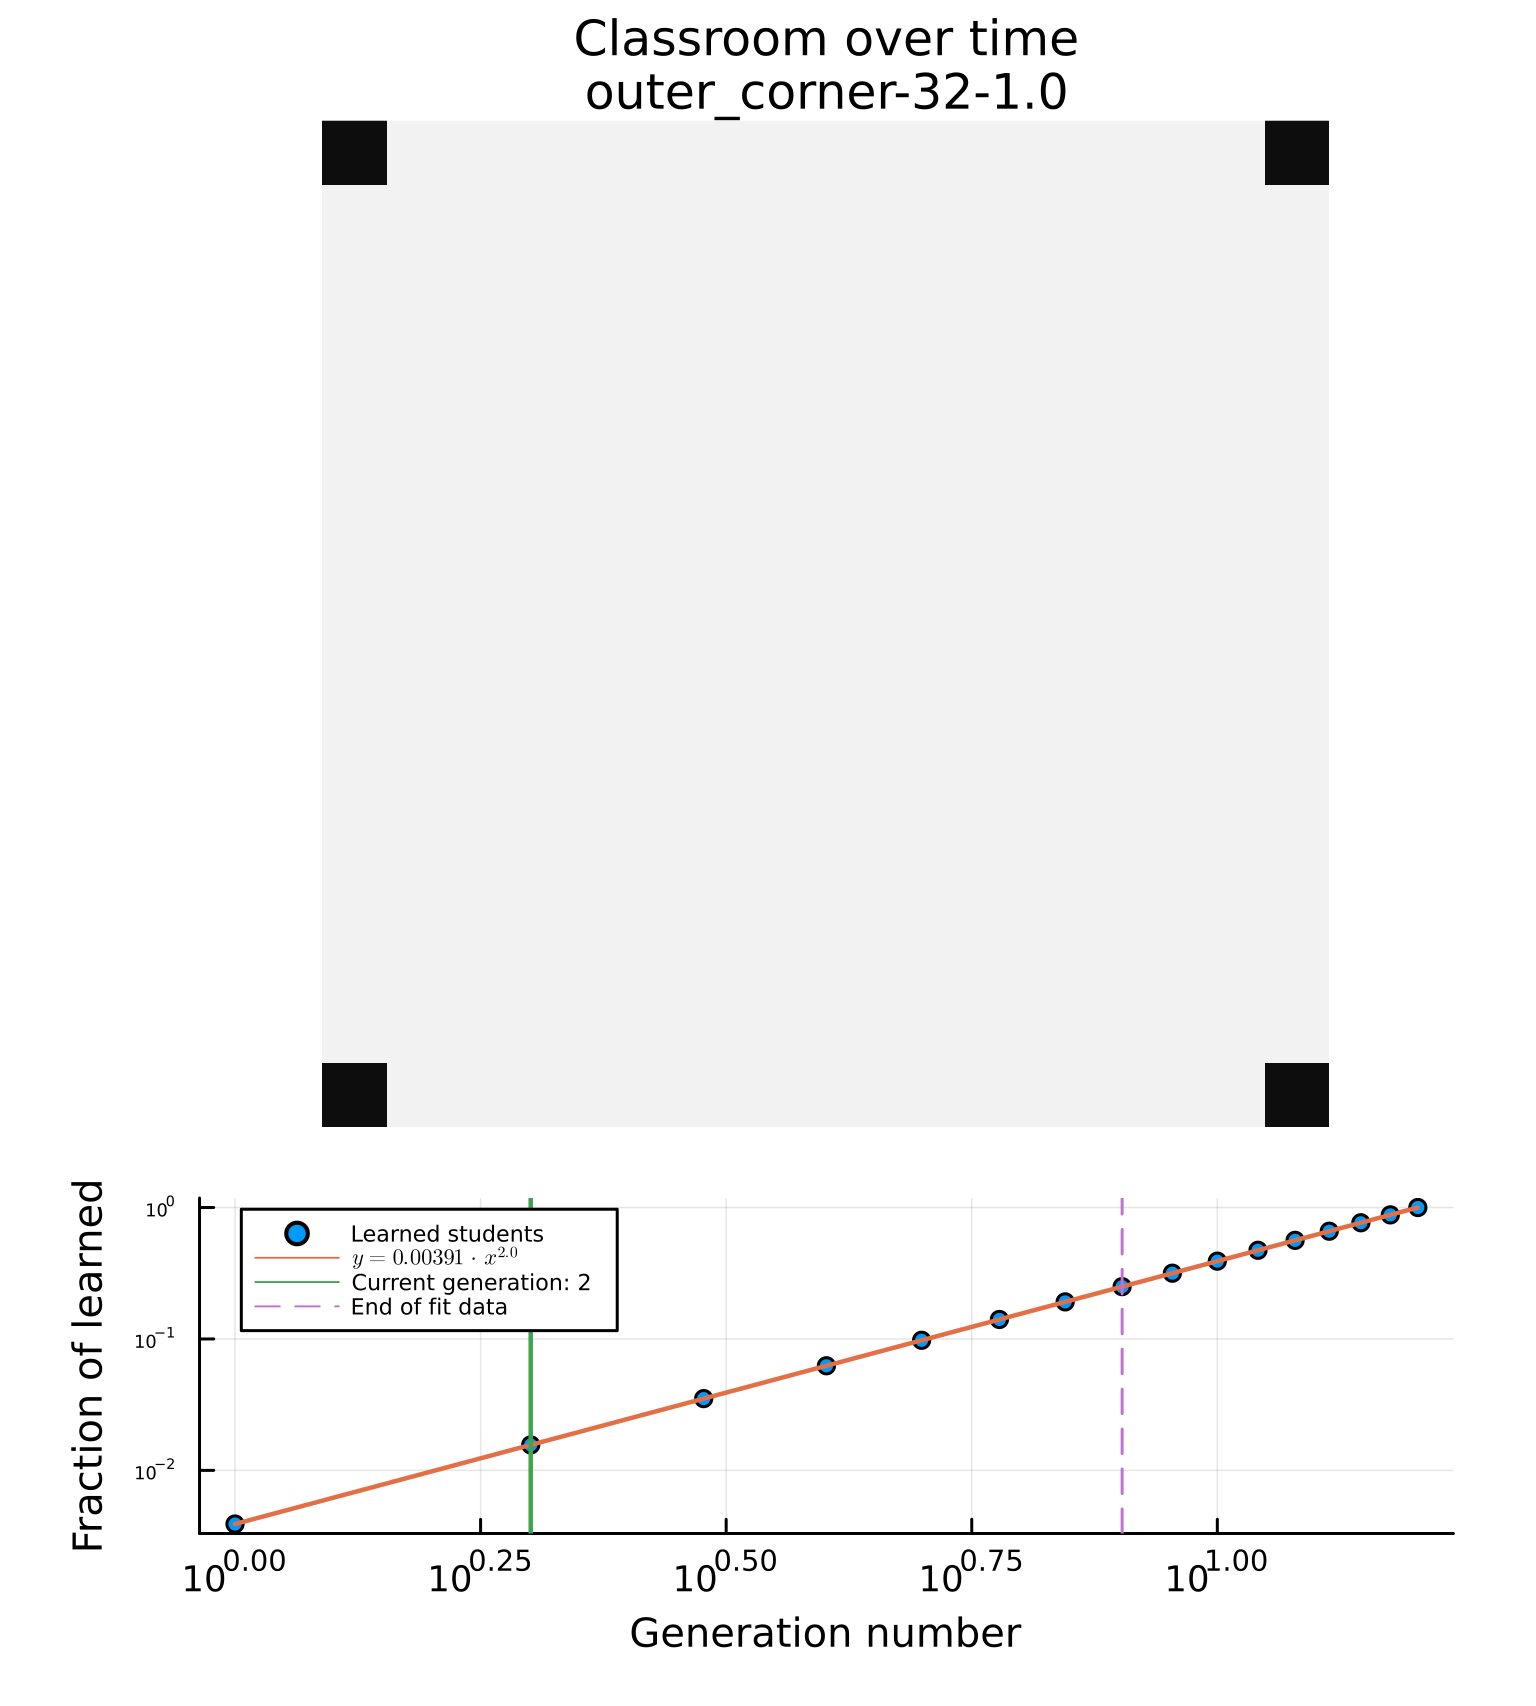 Classroom over time
outer_corner-32-1.0
Fraction of learned
10⁰
10⁻¹
10⁻²
Learned students
y = 0.00391 · x^{2.0}
Current generation: 2
End of fit data
10^{0.00} 10^{0.25} 10^{0.50} 10^{0.75} 10^{1.00}
Generation number